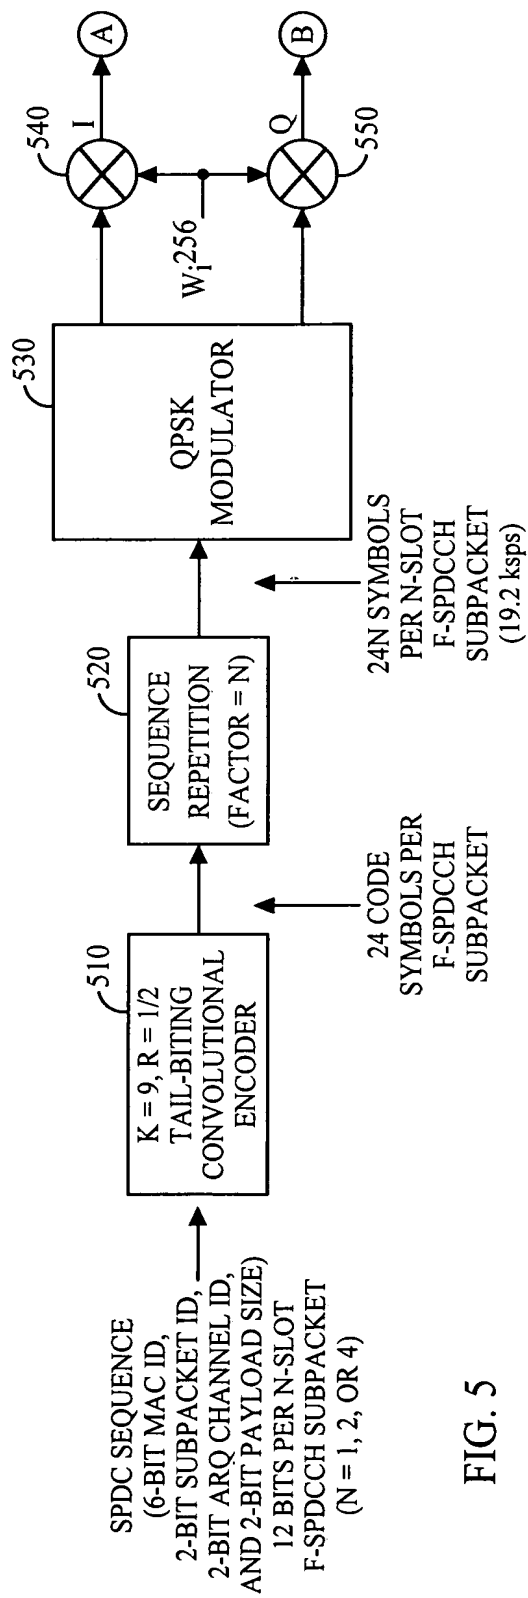 SPDC SEQUENCE
(6-BIT MAC ID,
2-BIT SUBPACKET ID,
2-BIT ARQ CHANNEL ID,
AND 2-BIT PAYLOAD SIZE)
12 BITS PER N-SLOT
F-SPDCCH SUBPACKET
(N = 1, 2, OR 4)
510
K = 9, R = 1/2
TAIL-BITING
CONVOLUTIONAL
ENCODER
24 CODE
SYMBOLS PER
F-SPDCCH
SUBPACKET
520
SEQUENCE
REPETITION
(FACTOR = N)
24N SYMBOLS
PER N-SLOT
F-SPDCCH
SUBPACKET
(19.2 ksps)
530
QPSK
MODULATOR
540
I
A
Wi256
Q
B
550
FIG. 5